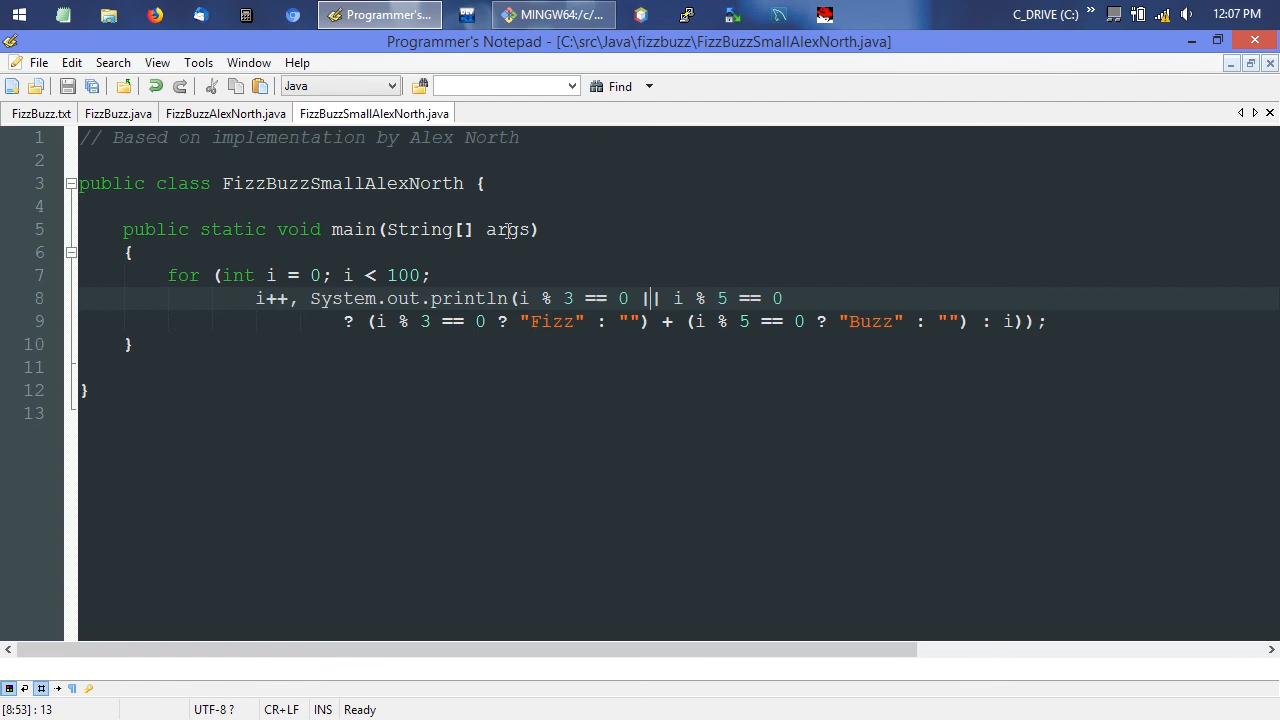 Programmer's...
MINGW64:/c/...
C_DRIVE (C:)
»
12:07 PM
Programmer's Notepad - [C:\src\Java\fizzbuzz\FizzBuzzSmallAlexNorth.java]
File Edit Search View Tools Window Help
Java
Find
FizzBuzz.txt FizzBuzz.java FizzBuzzAlexNorth.java FizzBuzzSmallAlexNorth.java
1 // Based on implementation by Alex North
2
3 public class FizzBuzzSmallAlexNorth {
4
5 public static void main(String[] args)
6 {
7 for (int i = 0; i < 100;
8 i++, System.out.println(i % 3 == 0 || i % 5 == 0
9 ? (i % 3 == 0 ? "Fizz" : "") + (i % 5 == 0 ? "Buzz" : "") : i));
10 }
11
12 }
13
[8:53] : 13 UTF-8 ? CR+LF INS Ready